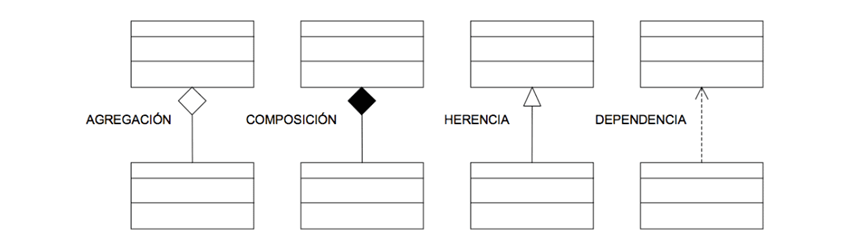 AGREGACIÓN
COMPOSICIÓN
HERENCIA
DEPENDENCIA